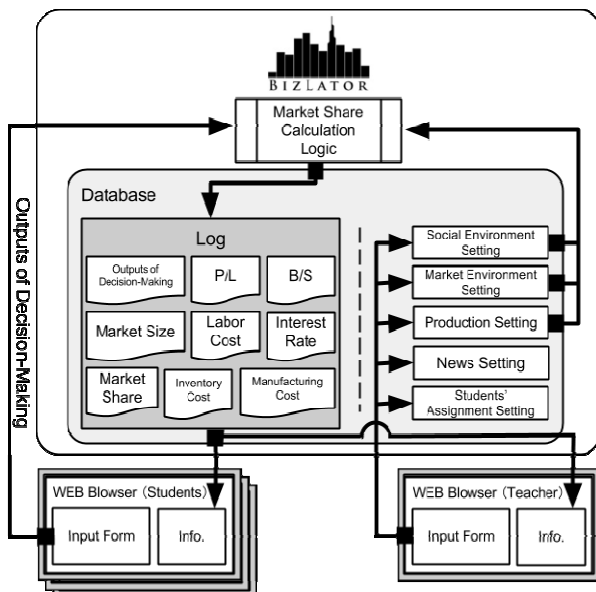 BIZLATOR
Market Share
Calculation
Logic
Database
Outputs of Decision-Making
Log
Outputs of
Decision-Making
P/L
B/S
Market Size
Labor
Cost
Interest
Rate
Market
Share
Inventory
Cost
Manufacturing
Cost
Social Environment
Setting
Market Environment
Setting
Production Setting
News Setting
Students'
Assignment Setting
WEB Blowser (Students)
Input Form
Info.
WEB Blowser (Teacher)
Input Form
Info.